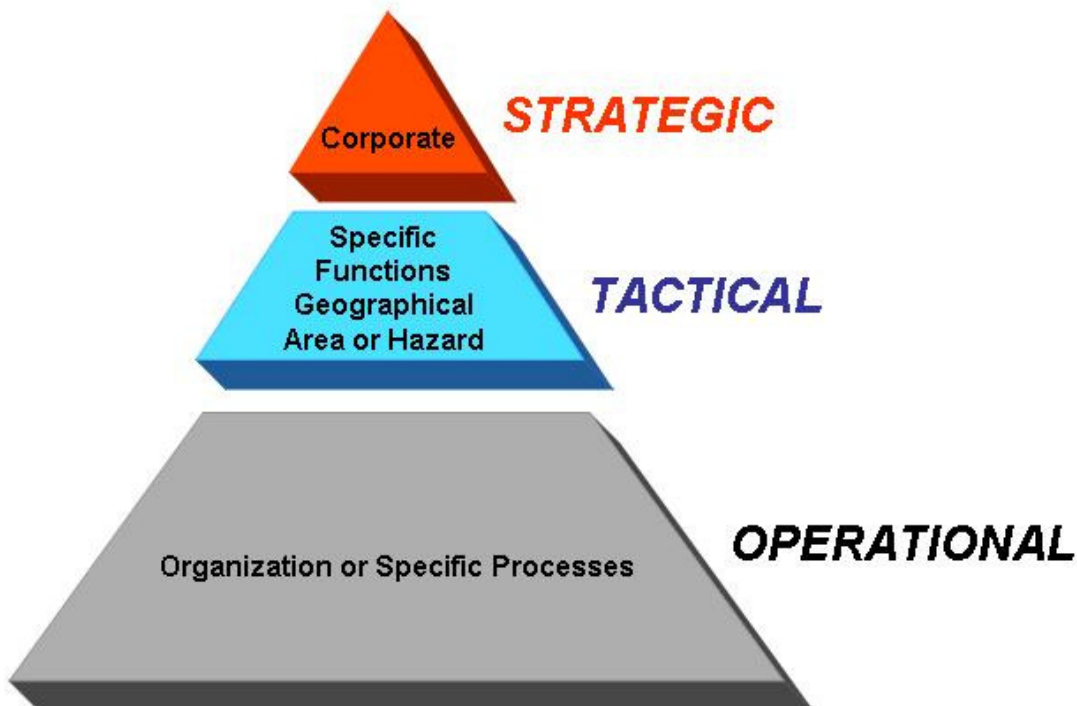 STRATEGIC
Corporate
Specific
Functions
Geographical
Area or Hazard
TACTICAL
OPERATIONAL
Organization or Specific Processes